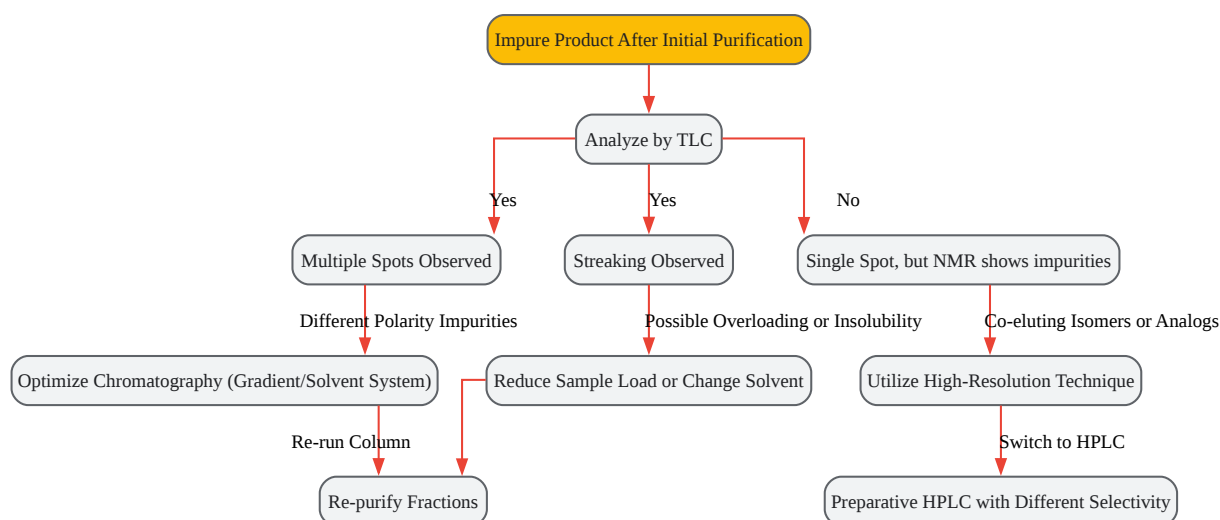 Impure Product After Initial Purification
Analyze by TLC
Yes
Yes
No
Multiple Spots Observed
Streaking Observed
Single Spot, but NMR shows impurities
Different Polarity Impurities
Possible Overloading or Insolubility
Co-eluting Isomers or Analogs
Optimize Chromatography (Gradient/Solvent System)
Reduce Sample Load or Change Solvent
Utilize High-Resolution Technique
Re-run Column
Switch to HPLC
Re-purify Fractions
Preparative HPLC with Different Selectivity